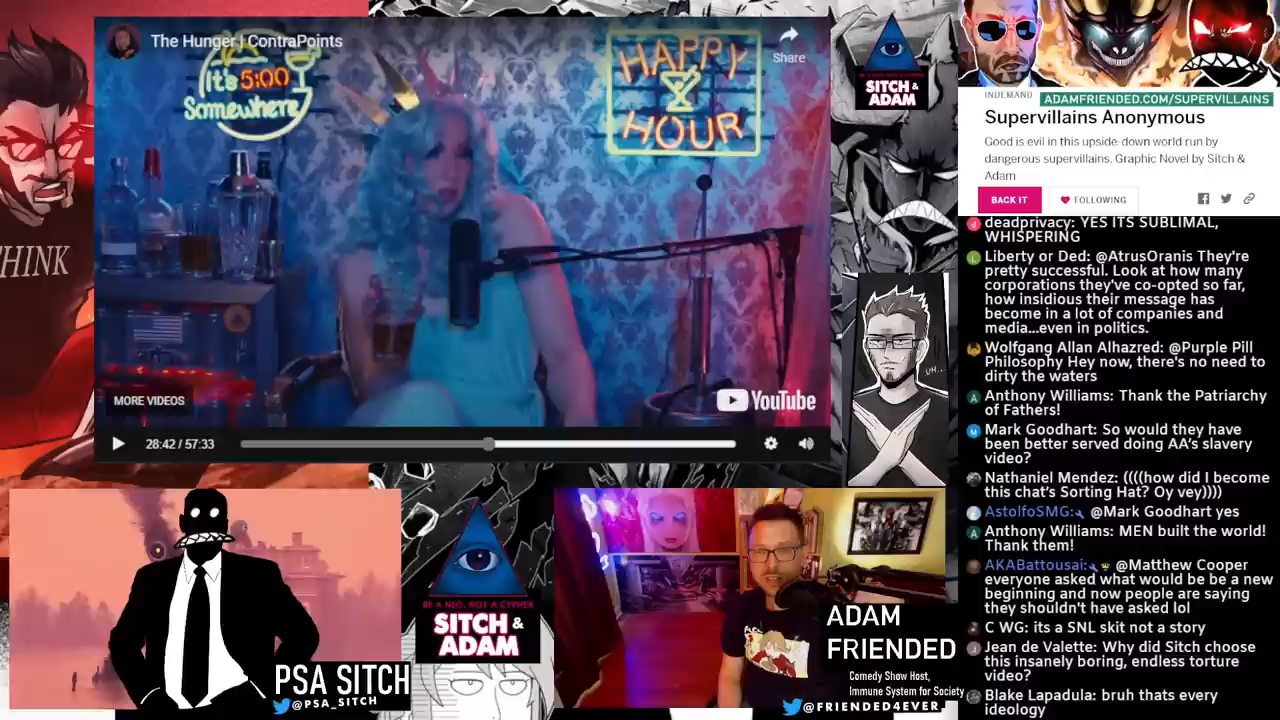 The Hunger | ContraPoints
Share
It's 5:00
Somewhere
HAPPY
HOUR
MORE VIDEOS
YouTube
28:42 / 57:33
THINK
SITCH &
ADAM
UH..
INDEMAND
ADAMFRIENDED.COM/SUPERVILLAINS
Supervillains Anonymous
Good is evil in this upside-down world run by
dangerous supervillains. Graphic Novel by Sitch &
Adam
BACK IT
FOLLOWING
deadprivacy: YES ITS SUBLIMAL,
WHISPERING
Liberty or Ded: @AtrusOranis They're
pretty successful. Look at how many
corporations they've co-opted so far,
how insidious their message has
become in a lot of companies and
media...even in politics.
Wolfgang Allan Alhazred: @Purple Pill
Philosophy Hey now, there's no need to
dirty the waters
Anthony Williams: Thank the Patriarchy
of Fathers!
Mark Goodhart: So would they have
been better served doing AA's slavery
video?
Nathaniel Mendez: ((((how did I become
this chat's Sorting Hat? Oy vey))))
AstolfoSMG: @Mark Goodhart yes
Anthony Williams: MEN built the world!
Thank them!
AKABattousai: @Matthew Cooper
everyone asked what would be be a new
beginning and now people are saying
they shouldn't have asked lol
C WG: its a SNL skit not a story
Jean de Valette: Why did Sitch choose
this insanely boring, endless torture
video?
Blake Lapadula: bruh thats every
ideology
PSA SITCH
@PSA_SITCH
BE A NEO, NOT A CYPHER
SITCH &
ADAM
ADAM
FRIENDED
Comedy Show Host,
Immune System for Society
@FRIENDED4EVER